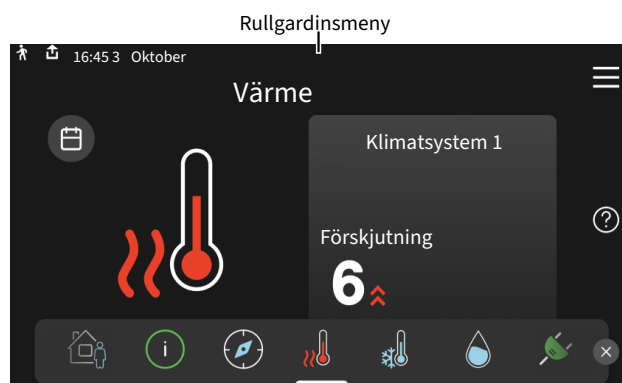 Rullgardinsmeny
16:45 3 Oktober
Värme
Klimatsystem 1
Förskjutning
6